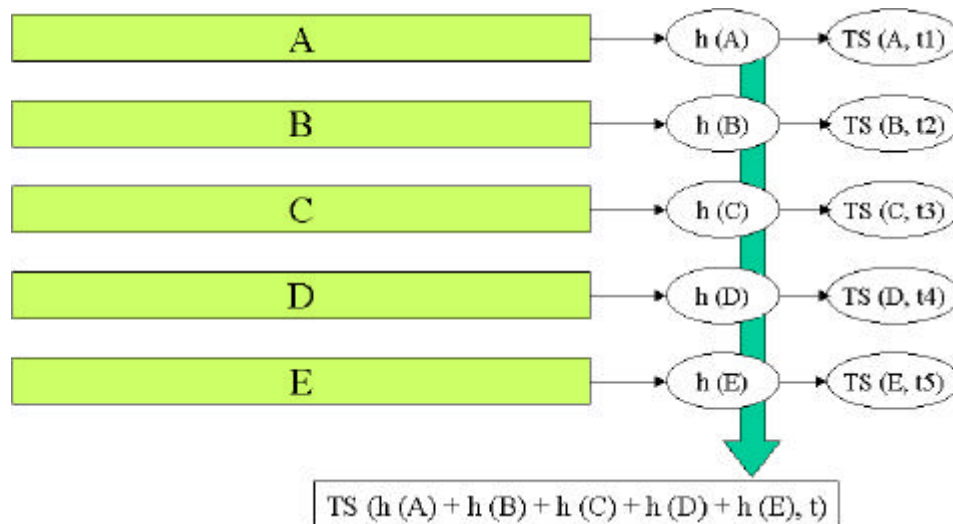 A h (A) TS (A, t1)
B h (B) TS (B, t2)
C h (C) TS (C, t3)
D h (D) TS (D, t4)
E h (E) TS (E, t5)
TS (h (A) + h (B) + h (C) + h (D) + h (E), t)